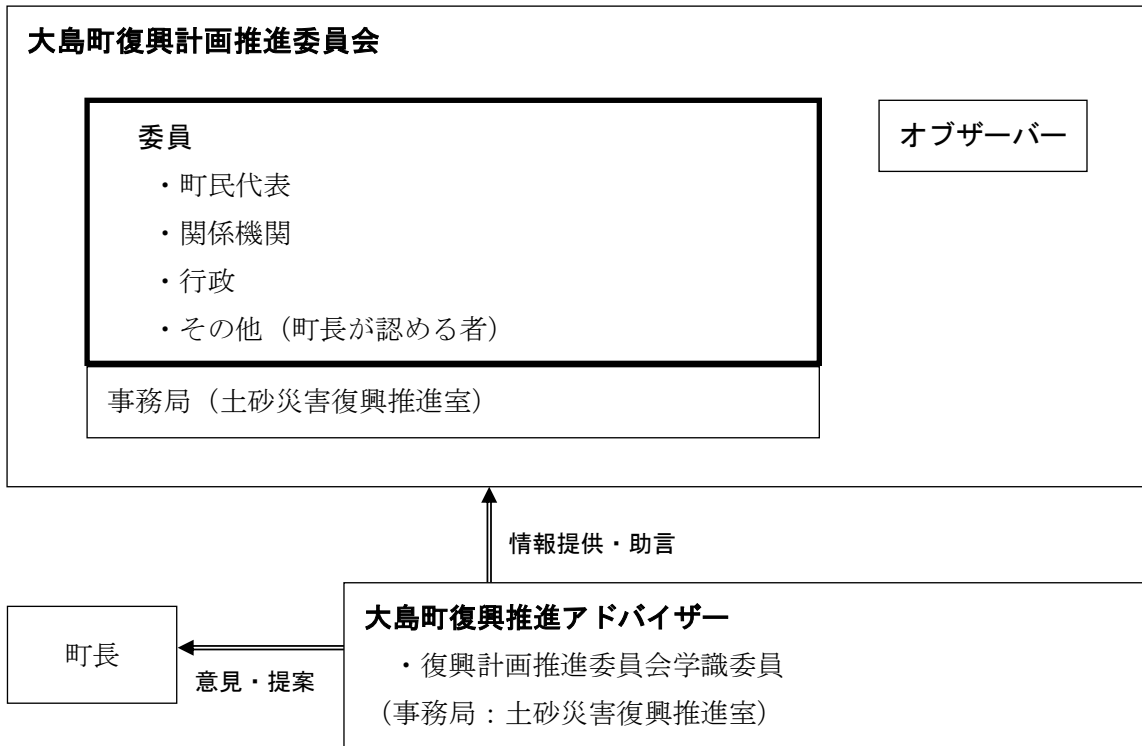 大島町復興計画推進委員会
委員
・町民代表
・関係機関
・行政
・その他（町長が認める者）
オブザーバー
事務局（土砂災害復興推進室）
情報提供・助言
町長
意見・提案
大島町復興推進アドバイザー
・復興計画推進委員会学識委員
（事務局：土砂災害復興推進室）